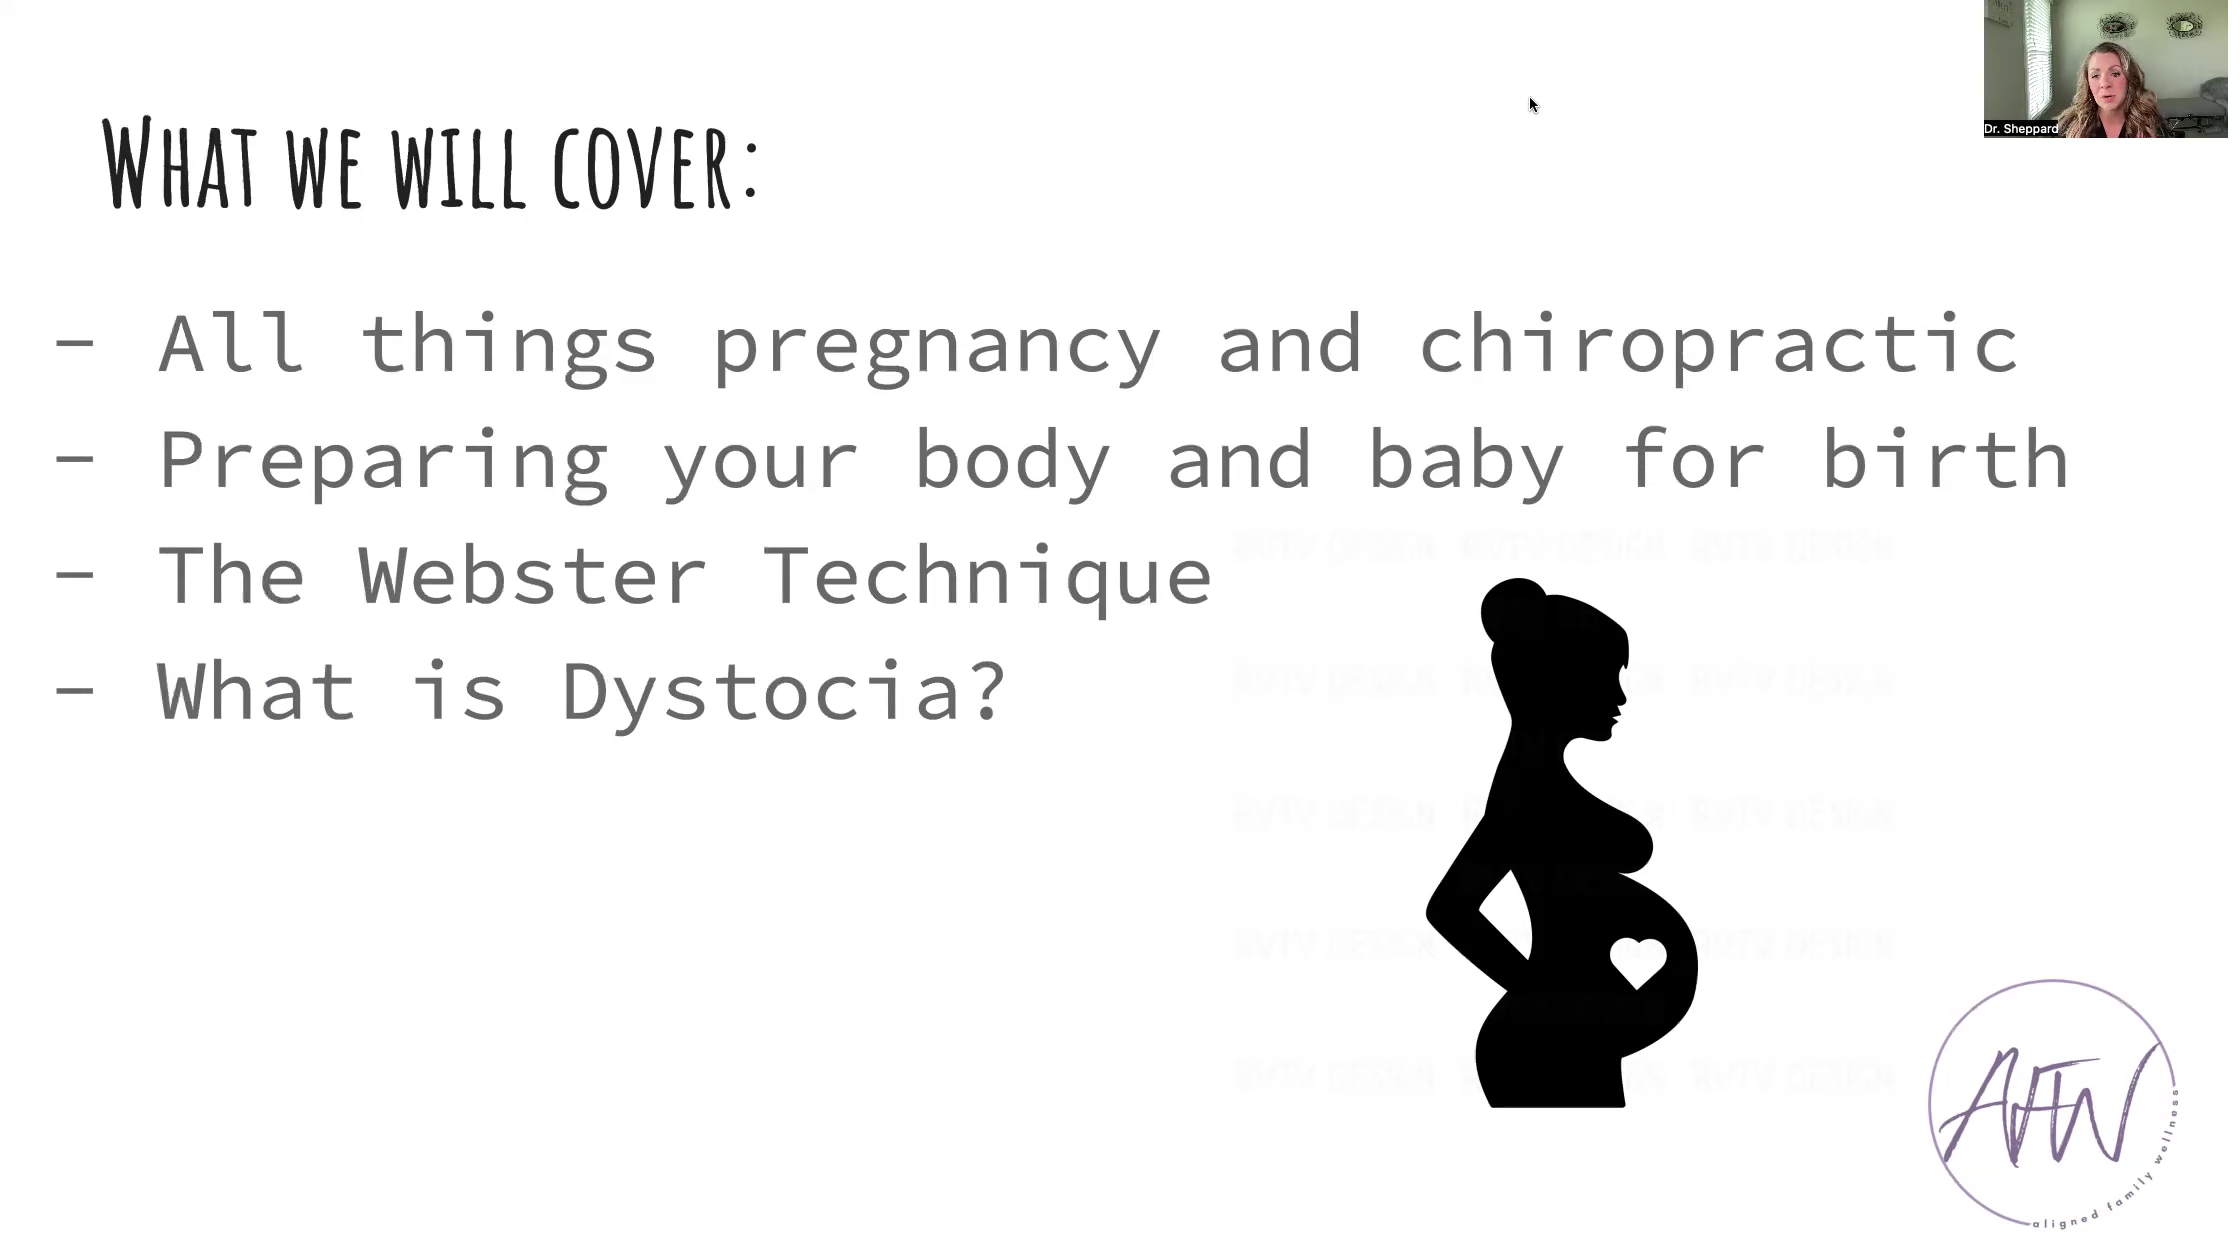 Dr. Sheppard
WHAT WE WILL COVER:
- All things pregnancy and chiropractic
- Preparing your body and baby for birth
- The Webster Technique
- What is Dystocia?
AFW
aligned family wellness